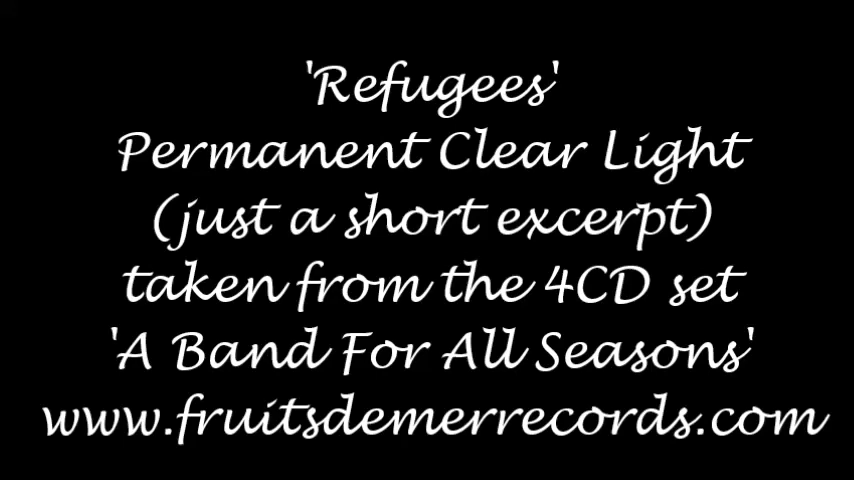 'Refugees'
Permanent Clear Light
(just a short excerpt)
taken from the 4CD set
'A Band For All Seasons'
www.fruitsdemerrecords.com